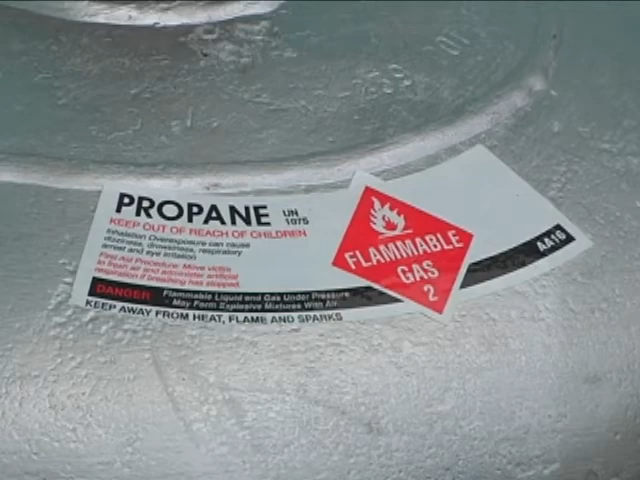 PROPANE UN 1075
KEEP OUT OF REACH OF CHILDREN
Inhalation Overexposure can cause
dizziness, drowsiness, respiratory
arrest and eye irritation
First Aid Procedure: Move victim
to fresh air and administer artificial
respiration if breathing has stopped.
DANGER Flammable Liquid and Gas Under Pressure
May Form Explosive Mixtures With Air
KEEP AWAY FROM HEAT, FLAME AND SPARKS
FLAMMABLE
GAS
2
AA16